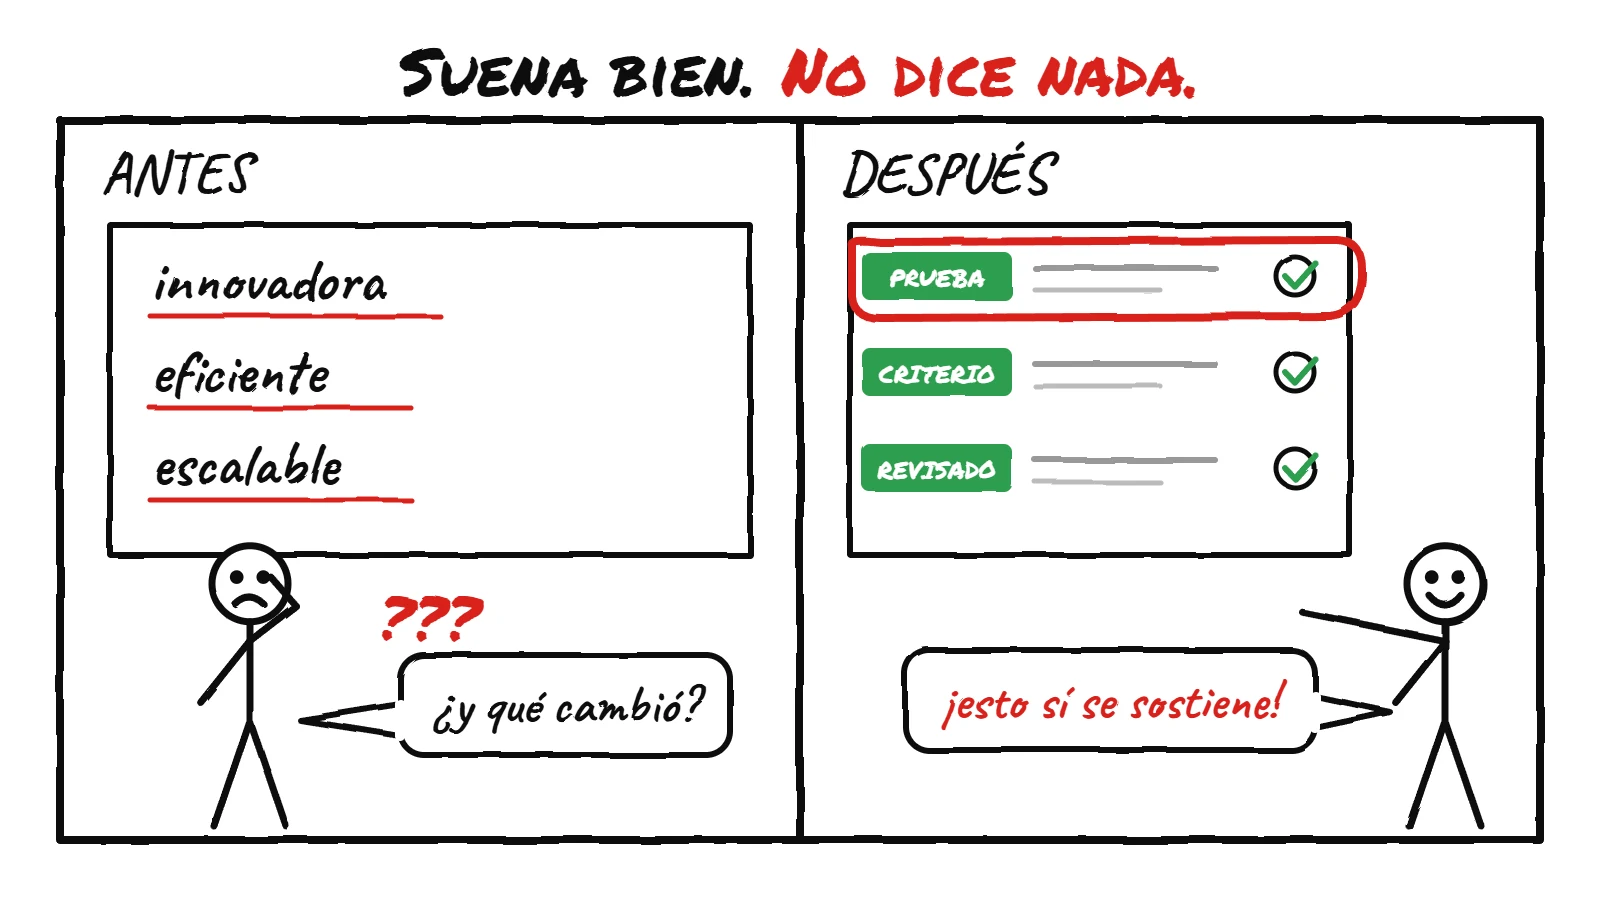 SUENA BIEN. NO DICE NADA.
ANTES
innovadora
eficiente
escalable
???
¿y qué cambió?
DESPUÉS
PRUEBA
CRITERIO
REVISADO
¡esto sí se sostiene!